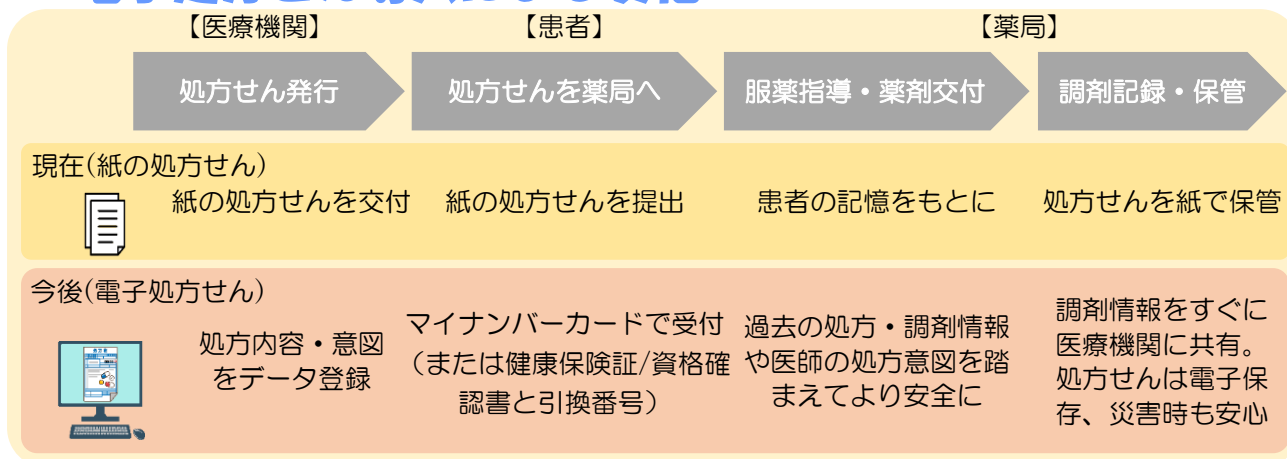 【医療機関】 【患者】 【薬局】
処方せん発行 処方せんを薬局へ 服薬指導・薬剤交付 調剤記録・保管
現在(紙の処方せん)
紙の処方せんを交付 紙の処方せんを提出 患者の記憶をもとに 処方せんを紙で保管
今後(電子処方せん)
処方内容・意図
をデータ登録
マイナンバーカードで受付
(または健康保険証/資格確
認書と引換番号)
過去の処方・調剤情報
や医師の処方意図を踏
まえてより安全に
調剤情報をすぐに
医療機関に共有。
処方せんは電子保
存、災害時も安心